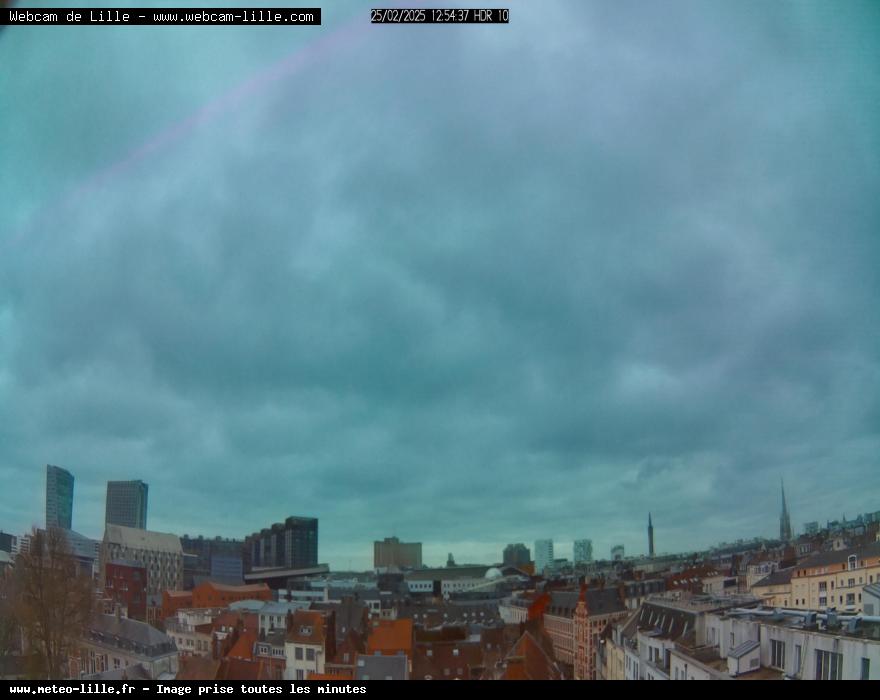 Webcam de Lille - www.webcam-lille.com
25/02/2025 12:54:37 HDR 10
www.meteo-lille.fr - Image prise toutes les minutes